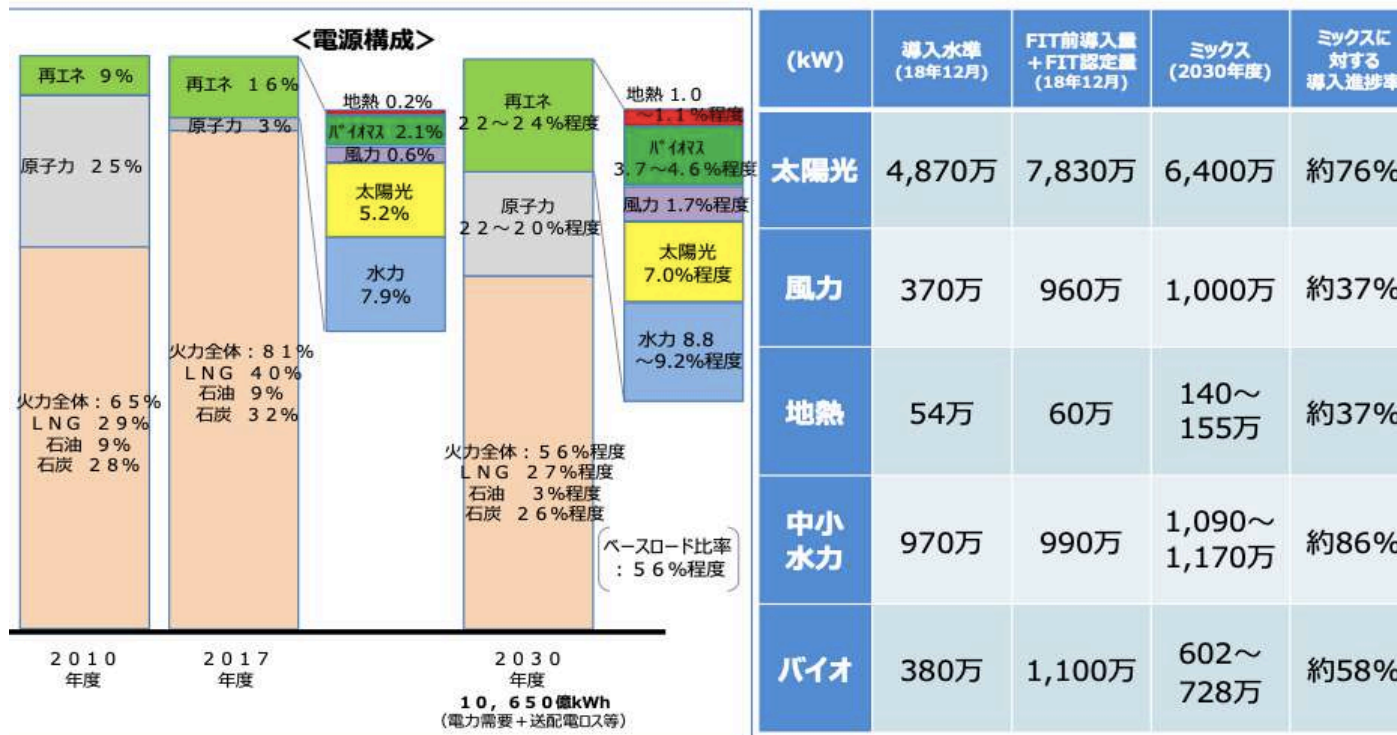 ＜電源構成＞
再エネ ９％
原子力 ２５％
火力全体：６５％
ＬＮＧ ２９％
石油 ９％
石炭 ２８％
２０１０
年度
再エネ １６％
原子力 ３％
火力全体：８１％
ＬＮＧ ４０％
石油 ９％
石炭 ３２％
２０１７
年度
地熱 0.2%
ﾊﾞｲｵﾏｽ 2.1%
風力 0.6%
太陽光
5.2%
水力
7.9%
再エネ
２２～２４％程度
原子力
２２～２０％程度
火力全体：５６％程度
ＬＮＧ ２７％程度
石油 ３％程度
石炭 ２６％程度
２０３０
年度
１０，６５０億kWh
（電力需要＋送配電ロス等）
地熱 1.0
～1.1％程度
ﾊﾞｲｵﾏｽ
3.7～4.6％程度
風力 1.7％程度
太陽光
7.0％程度
水力 8.8
～9.2％程度
ベースロード比率
：５６％程度
(kW)
導入水準
(18年12月)
FIT前導入量
＋FIT認定量
(18年12月)
ミックス
(2030年度)
ミックスに
対する
導入進捗率
太陽光 4,870万 7,830万 6,400万 約76%
風力 370万 960万 1,000万 約37%
地熱 54万 60万 140～
155万 約37%
中小
水力 970万 990万 1,090～
1,170万 約86%
バイオ 380万 1,100万 602～
728万 約58%